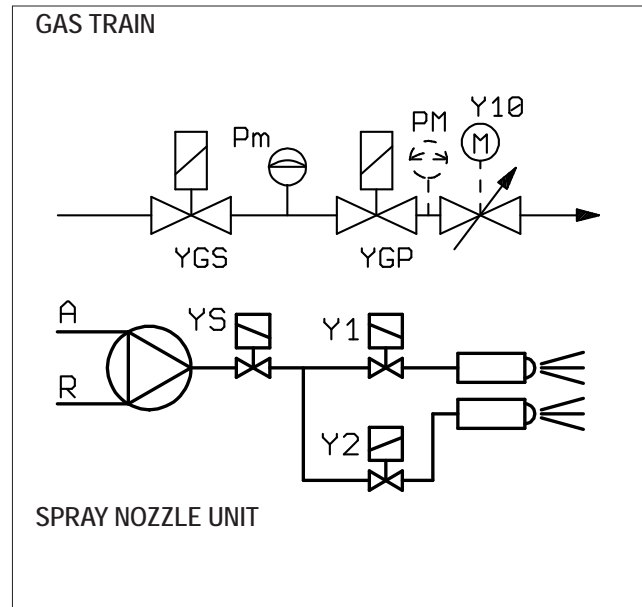 GAS TRAIN
Pm
PM
Y10
M
YGS
YGP
A
YS
Y1
R
Y2
SPRAY NOZZLE UNIT